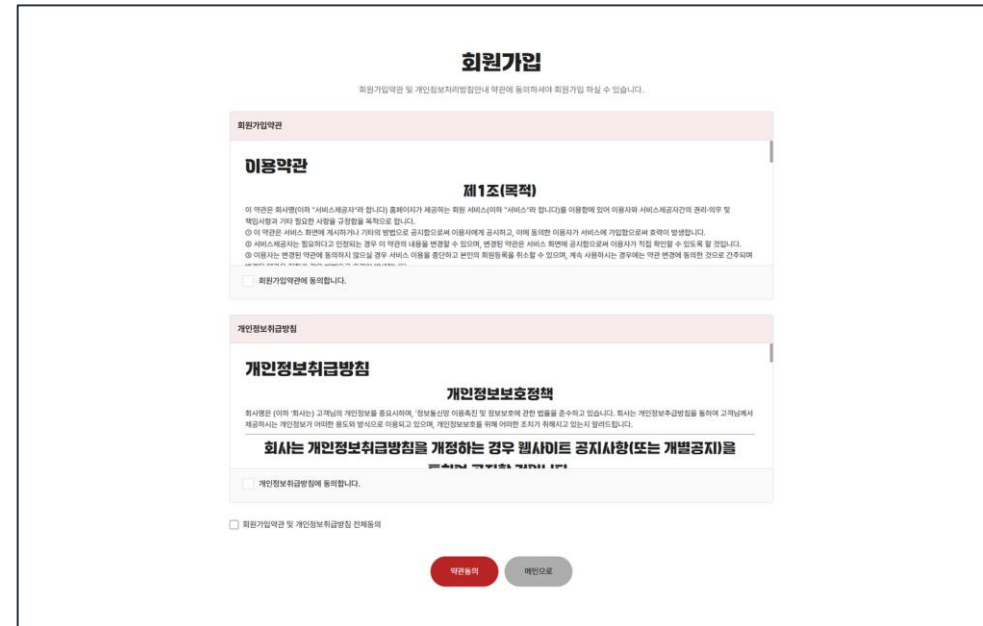 회원가입
회원가입약관 및 개인정보처리방침안내 약관에 동의하셔야 회원가입 하실 수 있습니다.
회원가입약관
이용약관
제1조(목적)
이 약관은 회사명(이하 "서비스제공자"라 합니다) 홈페이지가 제공하는 회원 서비스(이하 "서비스"라 합니다)를 이용함에 있어 이용자와 서비스제공자간의 권리·의무 및
책임사항과 기타 필요한 사항을 규정함을 목적으로 합니다.
① 이 약관은 서비스 화면에 게시하거나 기타의 방법으로 공지함으로써 이용자에게 공시하고, 이에 동의한 이용자가 서비스에 가입함으로써 효력이 발생합니다.
② 서비스제공자는 필요하다고 인정되는 경우 이 약관의 내용을 변경할 수 있으며, 변경된 약관은 서비스 화면에 공지함으로써 이용자가 직접 확인할 수 있도록 할 것입니다.
③ 이용자는 변경된 약관에 동의하지 않으실 경우 서비스 이용을 중단하고 본인의 회원등록을 취소할 수 있으며, 계속 사용하시는 경우에는 약관 변경에 동의한 것으로 간주되며
회원가입약관에 동의합니다.
개인정보취급방침
개인정보취급방침
개인정보보호정책
회사명은 (이하 '회사는) 고객님의 개인정보를 중요시하며, '정보통신망 이용촉진 및 정보보호에 관한 법률을 준수하고 있습니다. 회사는 개인정보취급방침을 통하여 고객님께서
제공하시는 개인정보가 어떠한 용도와 방식으로 이용되고 있으며, 개인정보보호를 위해 어떠한 조치가 취해지고 있는지 알려드립니다.
회사는 개인정보취급방침을 개정하는 경우 웹사이트 공지사항(또는 개별공지)을
개인정보취급방침에 동의합니다.
회원가입약관 및 개인정보취급방침 전체동의
약관동의
메인으로